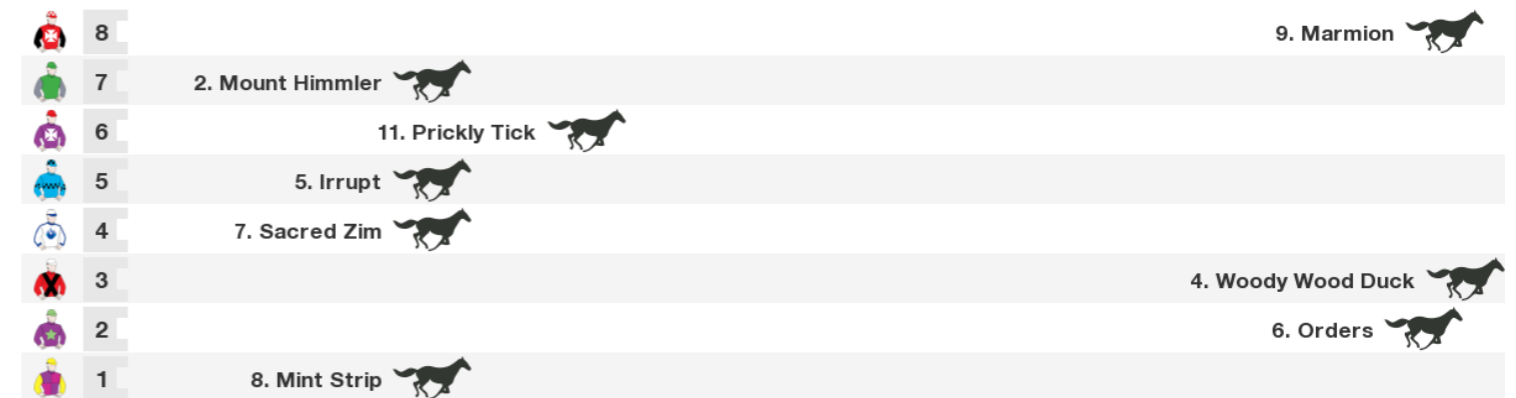 8 9. Marmion
7 2. Mount Himmler
6 11. Prickly Tick
5 5. Irrupt
4 7. Sacred Zim
3 4. Woody Wood Duck
2 6. Orders
1 8. Mint Strip